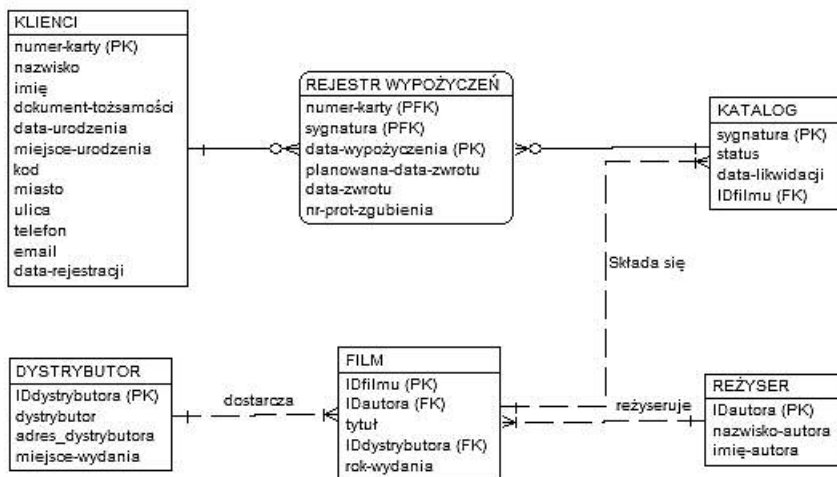 KLIENCI
numer-karty (PK)
nazwisko
imię
dokument-tożsamości
data-urodzenia
miejsce-urodzenia
kod
miasto
ulica
telefon
email
data-rejestracji
REJESTR WYPOŻYCZEŃ
numer-karty (PFK)
sygnatura (PFK)
data-wypożyczenia (PK)
planowana-data-zwrotu
data-zwrotu
nr-prot-zgubienia
KATALOG
sygnatura (PK)
status
data-likwidacji
IDfilmu (FK)
Składa się
DYSTRYBUTOR
IDdystrybutora (PK)
dystrybutor
adres_dystrybutora
miejsce-wydania
dostarcza
FILM
IDfilmu (PK)
IDautora (FK)
tytuł
IDdystrybutora (FK)
rok-wydania
reżyseruje
REŻYSER
IDautora (PK)
nazwisko-autora
imię-autora